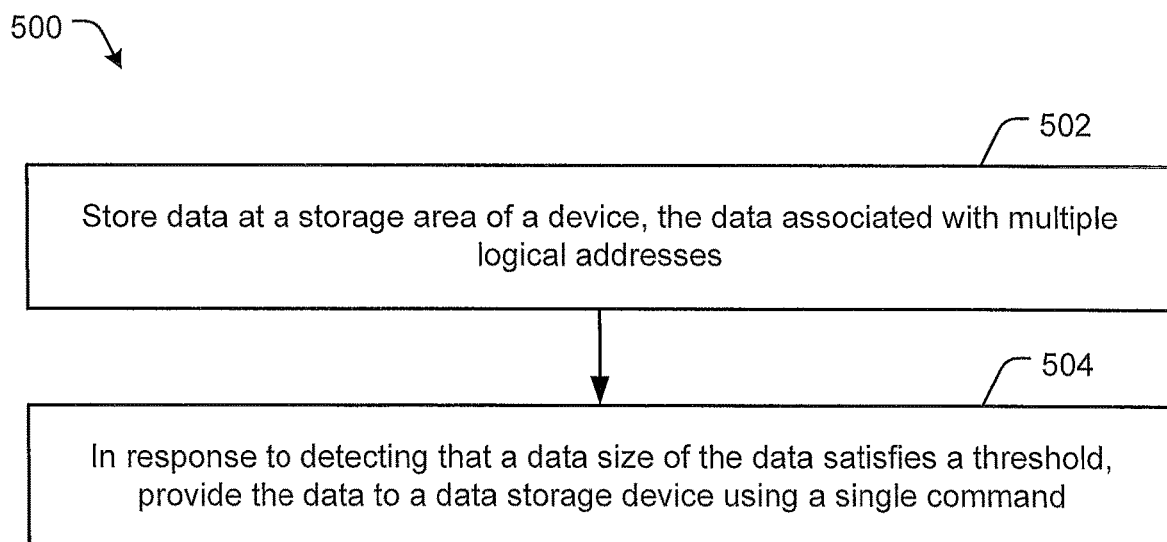 500
502
Store data at a storage area of a device, the data associated with multiple
logical addresses
504
In response to detecting that a data size of the data satisfies a threshold,
provide the data to a data storage device using a single command